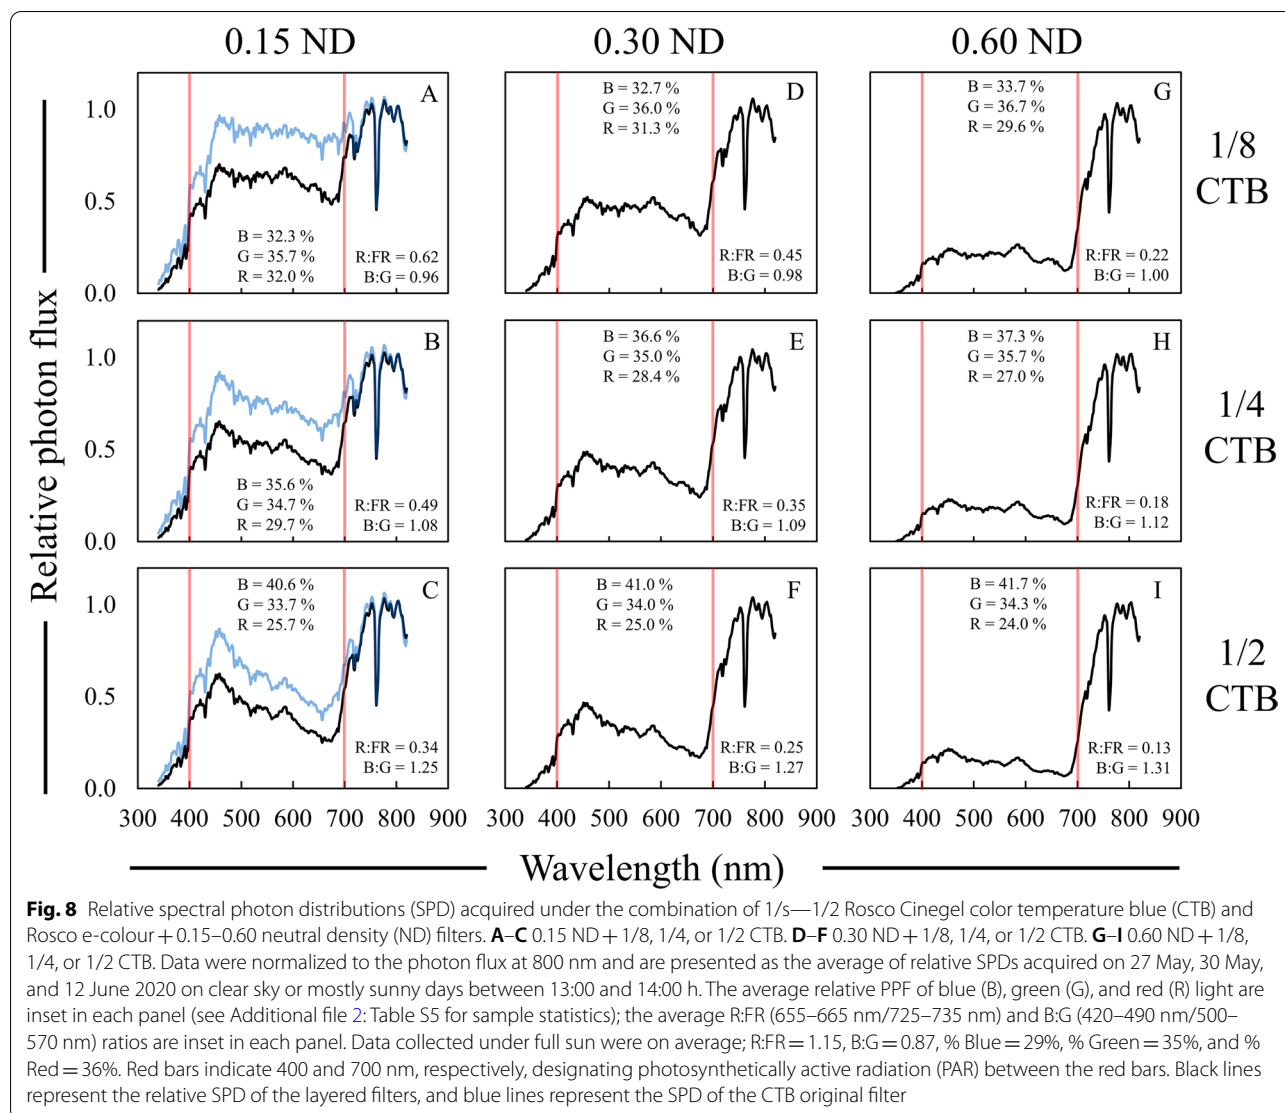 0.15 ND
0.30 ND
0.60 ND
Relative photon flux
1.0
0.5
0.0
A
B = 32.3 %
G = 35.7 %
R = 32.0 %
R:FR = 0.62
B:G = 0.96
D
B = 32.7 %
G = 36.0 %
R = 31.3 %
R:FR = 0.45
B:G = 0.98
G
B = 33.7 %
G = 36.7 %
R = 29.6 %
R:FR = 0.22
B:G = 1.00
1/8
CTB
1.0
0.5
0.0
B
B = 35.6 %
G = 34.7 %
R = 29.7 %
R:FR = 0.49
B:G = 1.08
E
B = 36.6 %
G = 35.0 %
R = 28.4 %
R:FR = 0.35
B:G = 1.09
H
B = 37.3 %
G = 35.7 %
R = 27.0 %
R:FR = 0.18
B:G = 1.12
1/4
CTB
1.0
0.5
0.0
C
B = 40.6 %
G = 33.7 %
R = 25.7 %
R:FR = 0.34
B:G = 1.25
F
B = 41.0 %
G = 34.0 %
R = 25.0 %
R:FR = 0.25
B:G = 1.27
I
B = 41.7 %
G = 34.3 %
R = 24.0 %
R:FR = 0.13
B:G = 1.31
1/2
CTB
300 400 500 600 700 800 900
300 400 500 600 700 800 900
300 400 500 600 700 800 900
Wavelength (nm)
Fig. 8 Relative spectral photon distributions (SPD) acquired under the combination of 1/s—1/2 Rosco Cinegel color temperature blue (CTB) and
Rosco e-colour + 0.15–0.60 neutral density (ND) filters. A–C 0.15 ND + 1/8, 1/4, or 1/2 CTB. D–F 0.30 ND + 1/8, 1/4, or 1/2 CTB. G–I 0.60 ND + 1/8,
1/4, or 1/2 CTB. Data were normalized to the photon flux at 800 nm and are presented as the average of relative SPDs acquired on 27 May, 30 May,
and 12 June 2020 on clear sky or mostly sunny days between 13:00 and 14:00 h. The average relative PPF of blue (B), green (G), and red (R) light are
inset in each panel (see Additional file 2: Table S5 for sample statistics); the average R:FR (655–665 nm/725–735 nm) and B:G (420–490 nm/500–
570 nm) ratios are inset in each panel. Data collected under full sun were on average; R:FR = 1.15, B:G = 0.87, % Blue = 29%, % Green = 35%, and %
Red = 36%. Red bars indicate 400 and 700 nm, respectively, designating photosynthetically active radiation (PAR) between the red bars. Black lines
represent the relative SPD of the layered filters, and blue lines represent the SPD of the CTB original filter